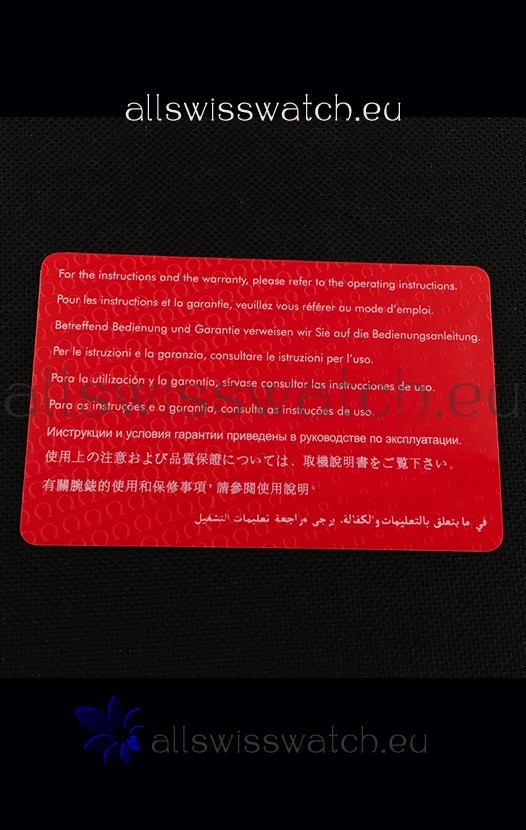 allswisswatch.eu
For the instructions and the warranty, please refer to the operating instructions.
Pour les instructions et la garantie, veuillez vous référer au mode d'emploi.
Betreffend Bedienung und Garantie verweisen wir Sie auf die Bedienungsanleitung.
Per le istruzioni e la garanzia, consultare le istruzioni per l'uso.
Para la utilización y la garantía, sírvase consultar las instrucciones de uso.
allswisswatch.eu
Para as instruções e a garantia, consulte as instruções de uso.
Инструкции и условия гарантии приведены в руководстве по эксплуатации.
使用上の注意および品質保證については、取機說明書をご覧下さい。
有關腕錶的使用和保修事項，請參閱使用說明。
في ما يتعلق بالتعليمات والكفالة، يرجى مراجعة تعليمات التشغيل
allswisswatch.eu